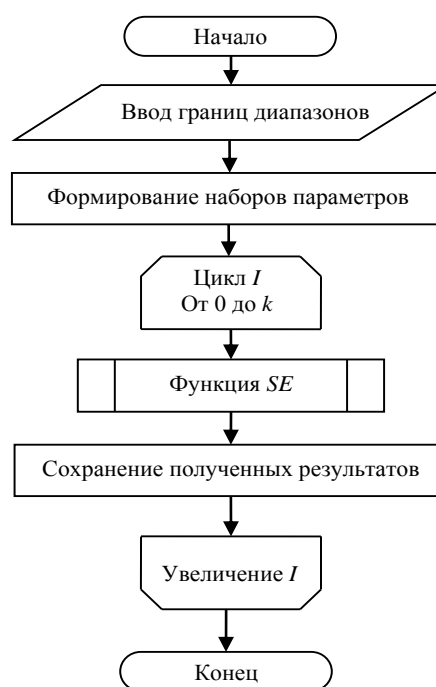 Начало
Ввод границ диапазонов
Формирование наборов параметров
Цикл I
От 0 до k
Функция SE
Сохранение полученных результатов
Увеличение I
Конец